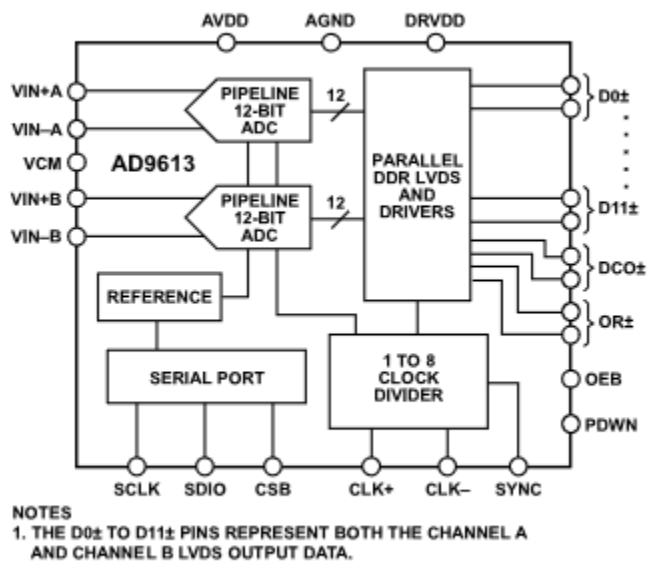 AVDD
AGND
DRVDD
VIN+A
VIN–A
VCM
VIN+B
VIN–B
PIPELINE
12-BIT
ADC
12
AD9613
PIPELINE
12-BIT
ADC
12
PARALLEL
DDR LVDS
AND
DRIVERS
D0±
D11±
DCO±
OR±
OEB
PDWN
REFERENCE
SERIAL PORT
1 TO 8
CLOCK
DIVIDER
SCLK
SDIO
CSB
CLK+
CLK–
SYNC
NOTES
1. THE D0± TO D11± PINS REPRESENT BOTH THE CHANNEL A
AND CHANNEL B LVDS OUTPUT DATA.